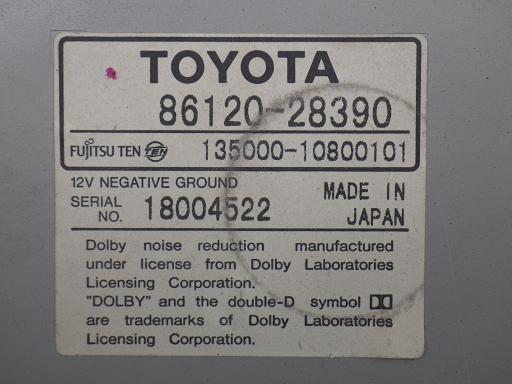 TOYOTA
86120-28390
FUJITSU TEN TEN 135000-10800101
12V NEGATIVE GROUND
SERIAL NO. 18004522
MADE IN JAPAN
Dolby noise reduction manufactured
under license from Dolby Laboratories
Licensing Corporation.
"DOLBY" and the double-D symbol
are trademarks of Dolby Laboratories
Licensing Corporation.